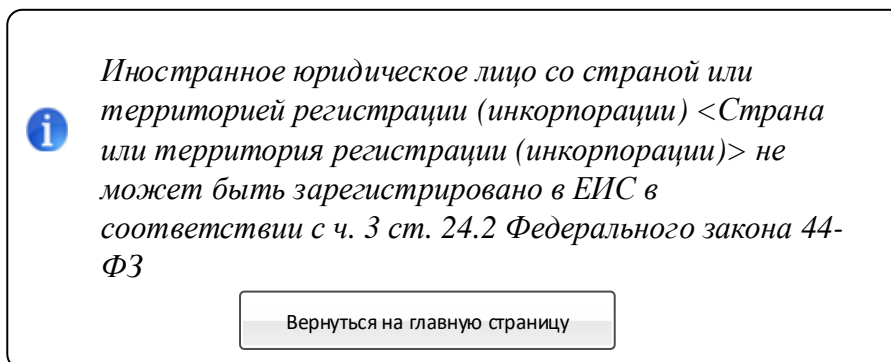 Иностранное юридическое лицо со страной или
территорией регистрации (инкорпорации) <Страна
или территория регистрации (инкорпорации)> не
может быть зарегистрировано в ЕИС в
соответствии с ч. 3 ст. 24.2 Федерального закона 44-
ФЗ
Вернуться на главную страницу